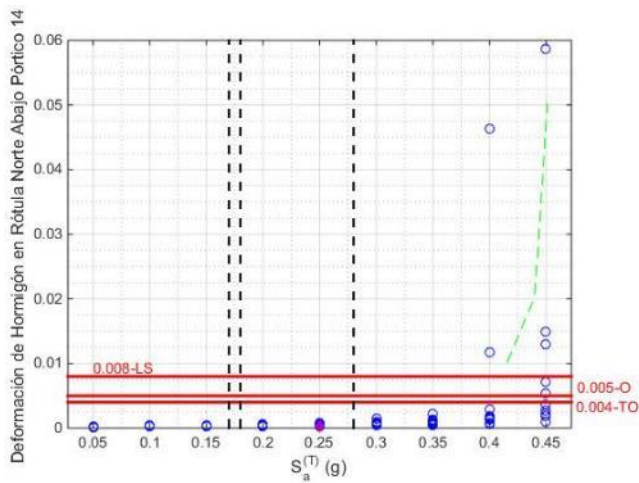 Deformación de Hormigón en Rótula Norte Abajo Pórtico 14
0.06
0.05
0.04
0.03
0.02
0.01
0
0.008-LS
0.005-O
0.004-TO
0.05 0.1 0.15 0.2 0.25 0.3 0.35 0.4 0.45
S_a^(T) (g)